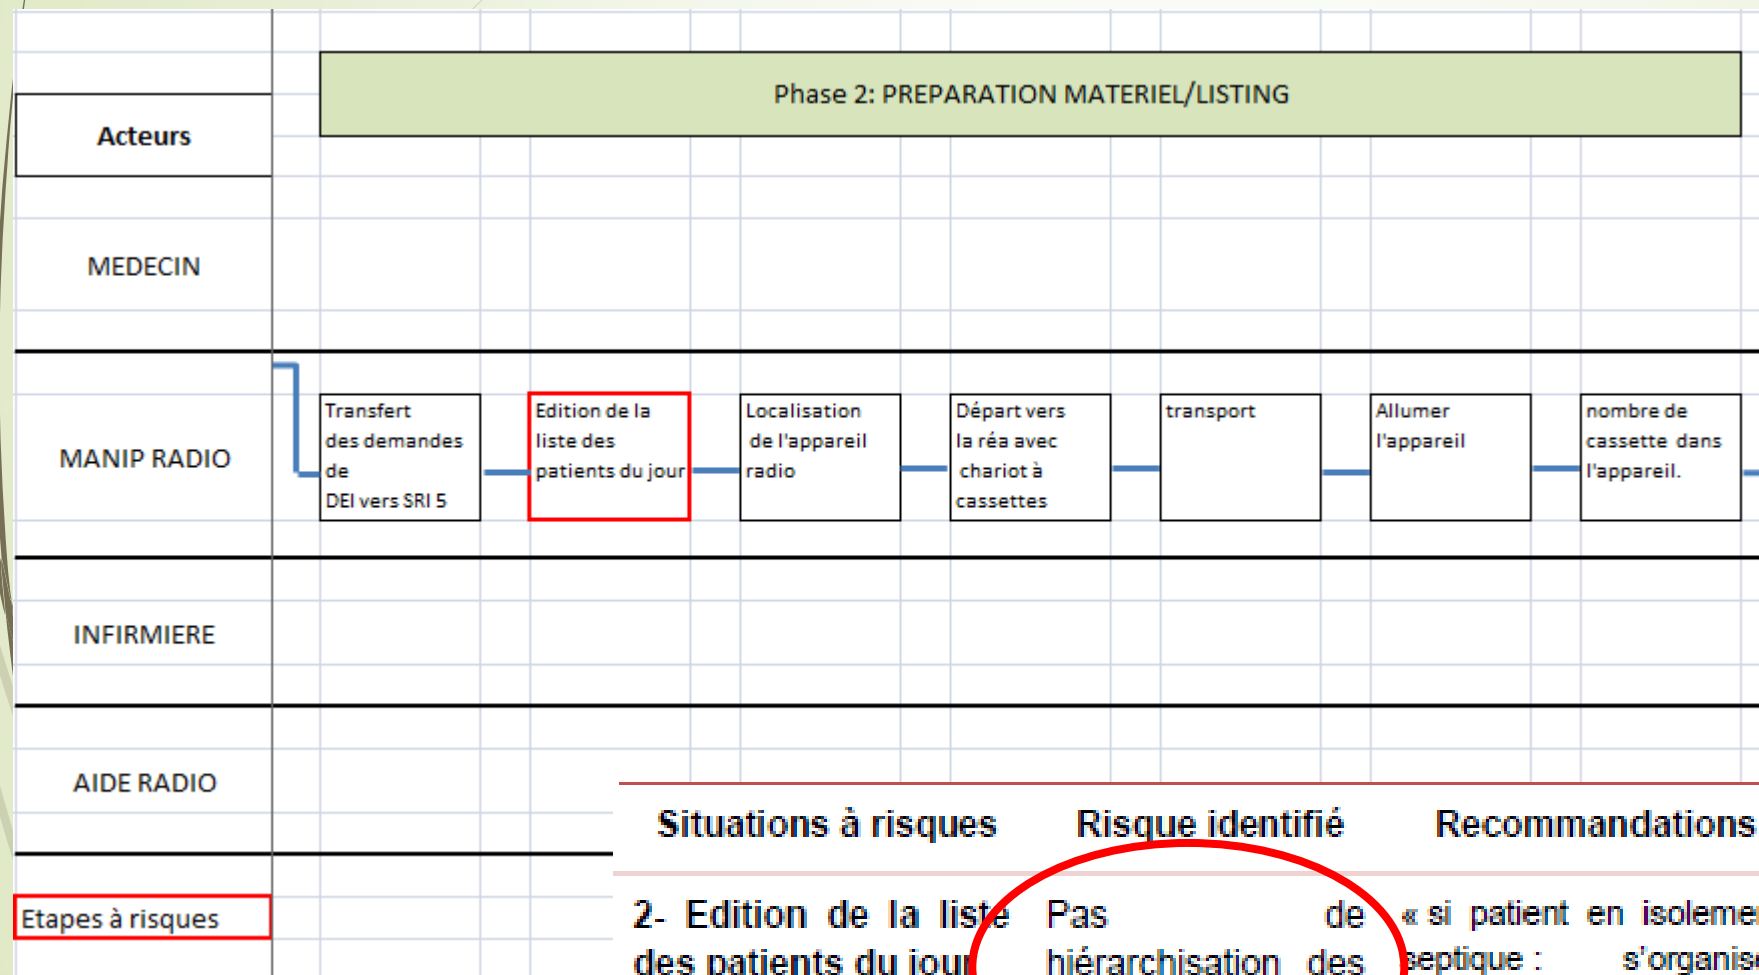 Phase 2: PREPARATION MATERIEL/LISTING
Acteurs
MEDECIN
MANIP RADIO
Transfert
des demandes
de
DEI vers SRI 5
Edition de la
liste des
patients du jour
Localisation
de l'appareil
radio
Départ vers
la réa avec
chariot à
cassettes
transport
Allumer
l'appareil
nombre de
cassette dans
l'appareil.
INFIRMIERE
AIDE RADIO
Etapes à risques
Situations à risques
Risque identifié
Recommandations
2- Edition de la liste
des patients du jour
Pas de
hiérarchisation des
« si patient en
septique :